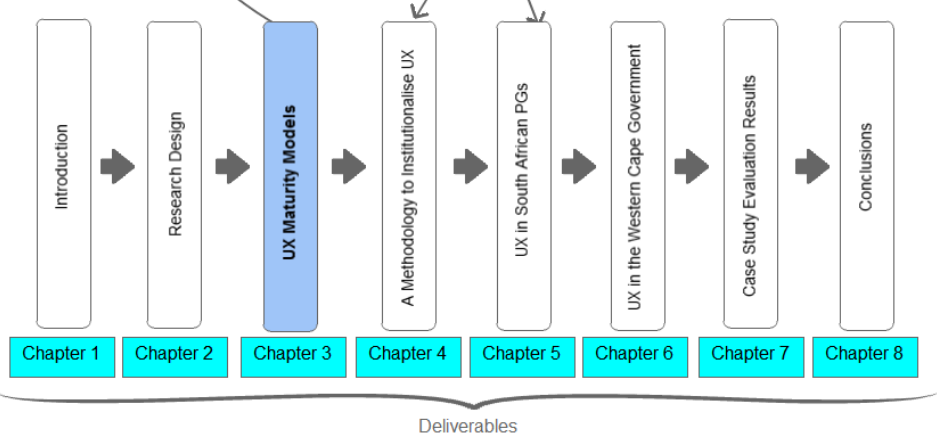 Introduction
Research Design
UX Maturity Models
A Methodology to Institutionalise UX
UX in South African PGs
UX in the Western Cape Government
Case Study Evaluation Results
Conclusions
Chapter 1
Chapter 2
Chapter 3
Chapter 4
Chapter 5
Chapter 6
Chapter 7
Chapter 8
Deliverables